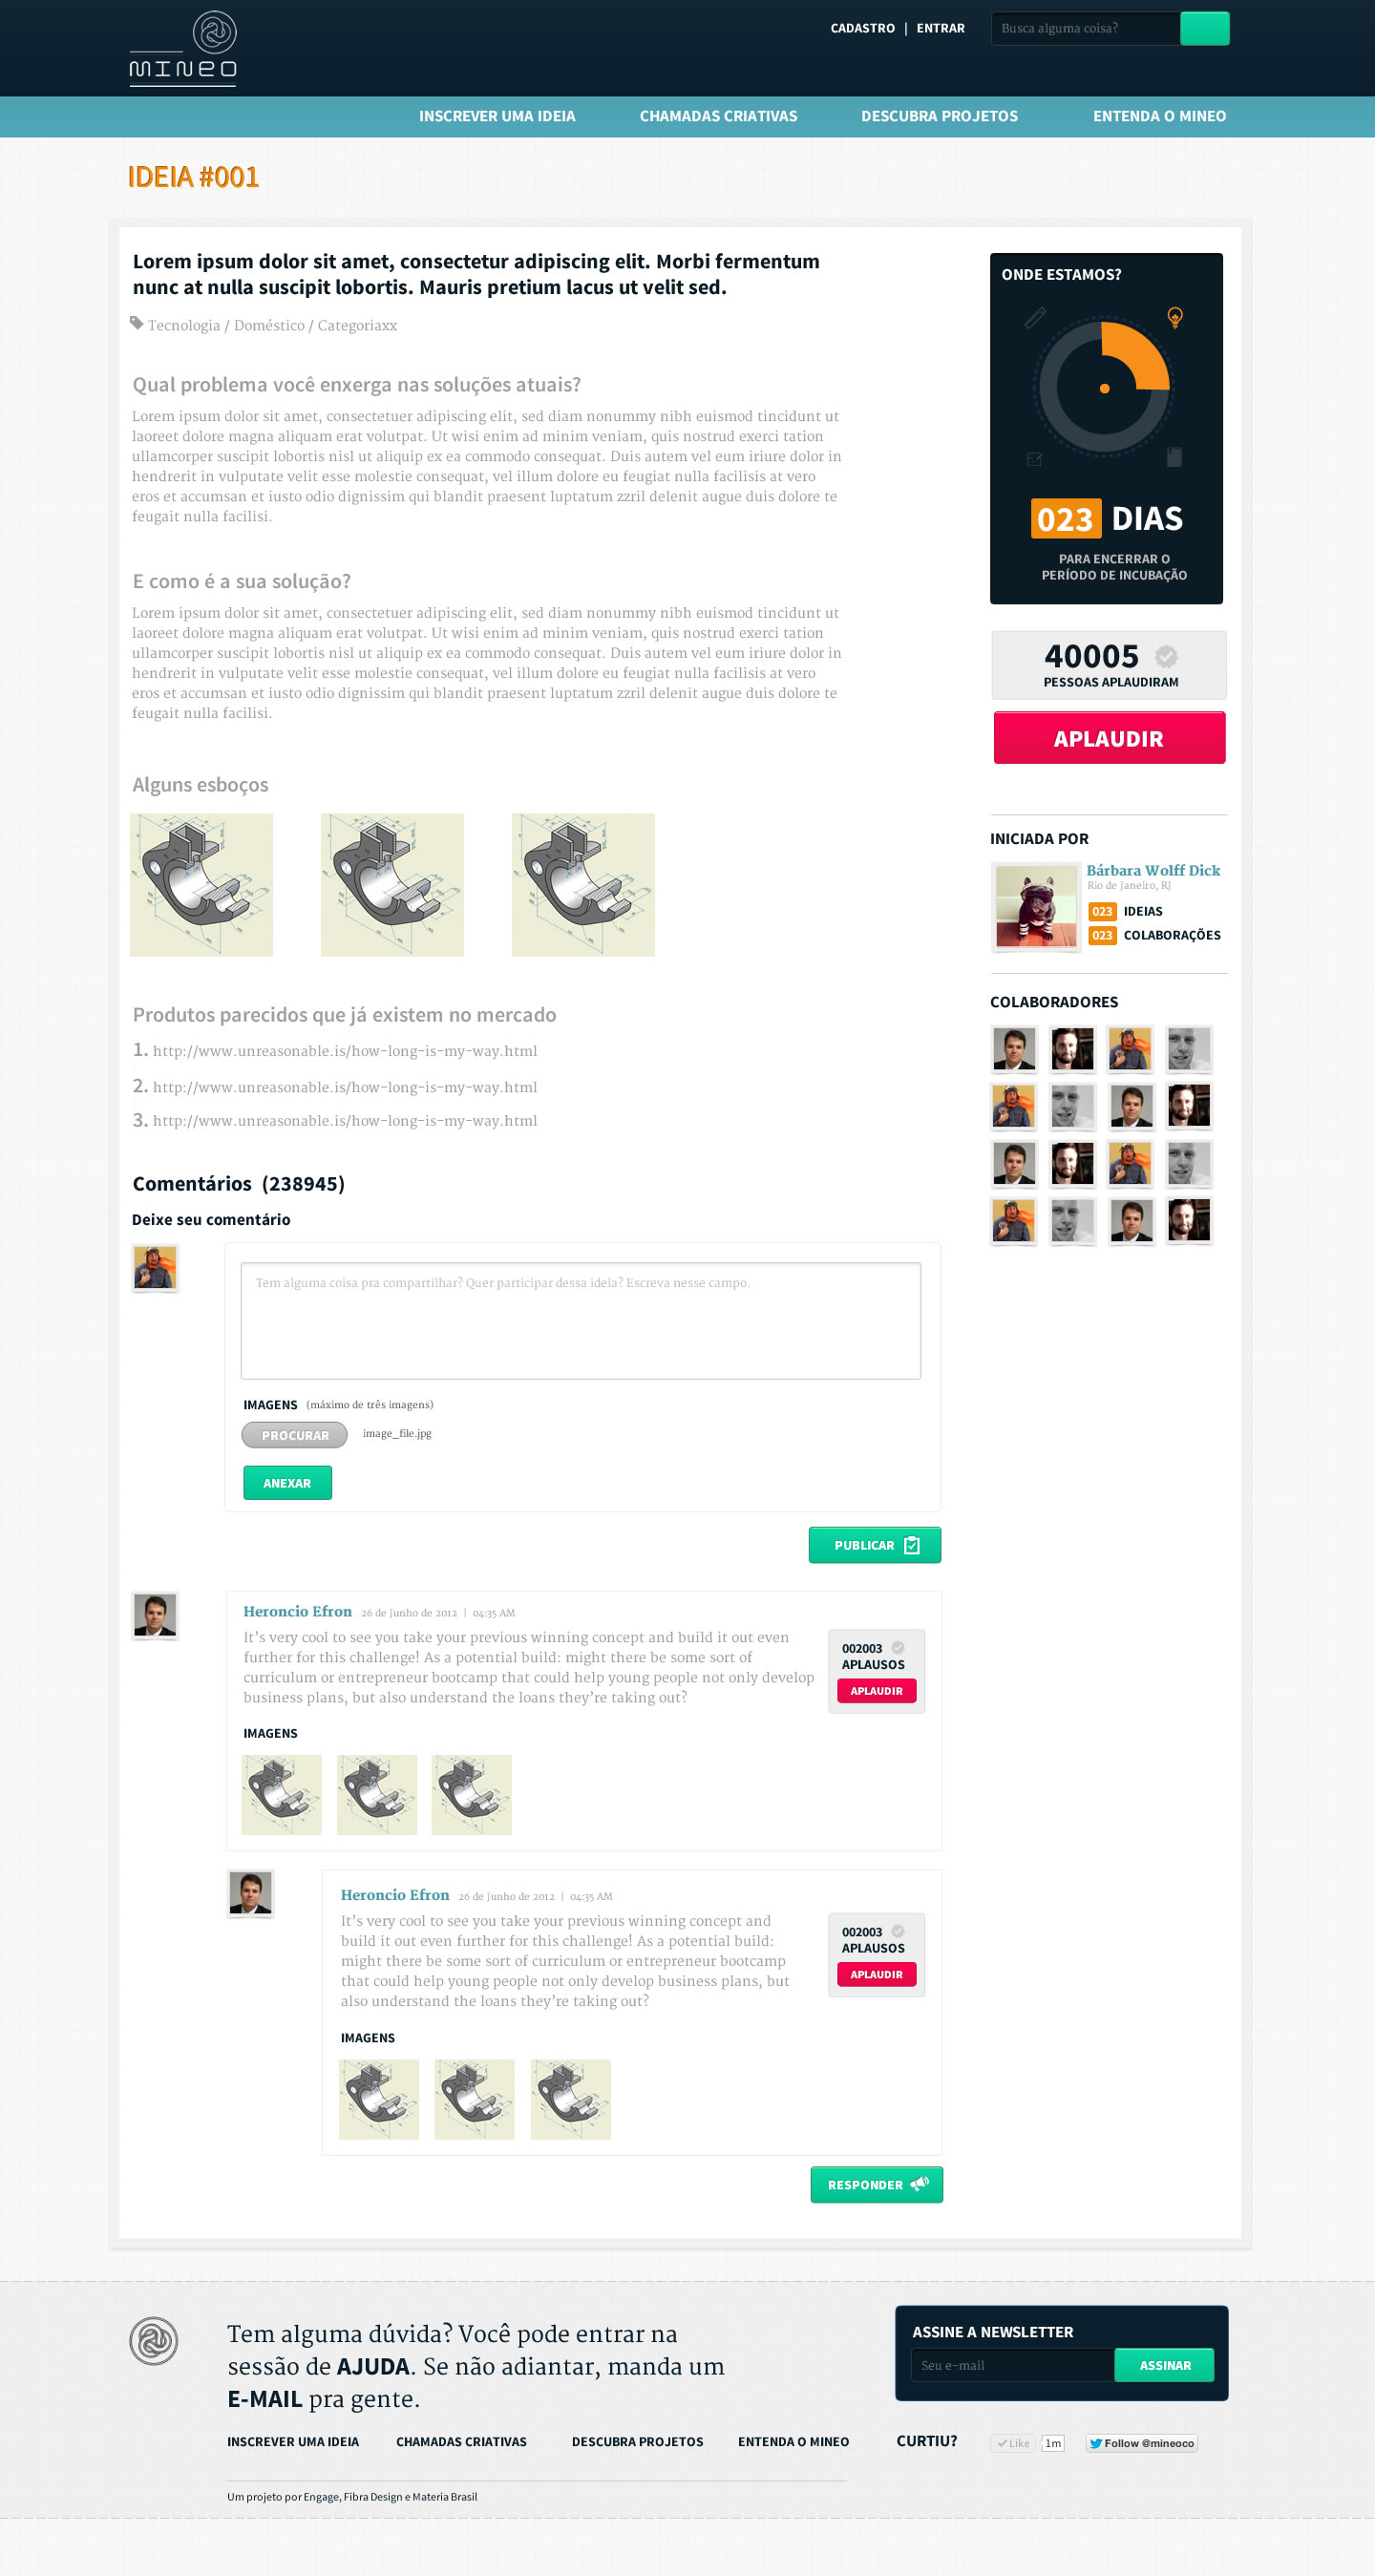 CADASTRO | ENTRAR
Busca alguma coisa?
MINEO
INSCREVER UMA IDEIA
CHAMADAS CRIATIVAS
DESCUBRA PROJETOS
ENTENDA O MINEO
IDEIA #001
Lorem ipsum dolor sit amet, consectetur adipiscing elit. Morbi fermentum
nunc at nulla suscipit lobortis. Mauris pretium lacus ut velit sed.
Tecnologia / Doméstico / Categoriaxx
Qual problema você enxerga nas soluções atuais?
Lorem ipsum dolor sit amet, consectetuer adipiscing elit, sed diam nonummy nibh euismod tincidunt ut
laoreet dolore magna aliquam erat volutpat. Ut wisi enim ad minim veniam, quis nostrud exerci tation
ullamcorper suscipit lobortis nisl ut aliquip ex ea commodo consequat. Duis autem vel eum iriure dolor in
hendrerit in vulputate velit esse molestie consequat, vel illum dolore eu feugiat nulla facilisis at vero
eros et accumsan et iusto odio dignissim qui blandit praesent luptatum zzril delenit augue duis dolore te
feugait nulla facilisi.
E como é a sua solução?
Lorem ipsum dolor sit amet, consectetuer adipiscing elit, sed diam nonummy nibh euismod tincidunt ut
laoreet dolore magna aliquam erat volutpat. Ut wisi enim ad minim veniam, quis nostrud exerci tation
ullamcorper suscipit lobortis nisl ut aliquip ex ea commodo consequat. Duis autem vel eum iriure dolor in
hendrerit in vulputate velit esse molestie consequat, vel illum dolore eu feugiat nulla facilisis at vero
eros et accumsan et iusto odio dignissim qui blandit praesent luptatum zzril delenit augue duis dolore te
feugait nulla facilisi.
Alguns esboços
Produtos parecidos que já existem no mercado
1. http://www.unreasonable.is/how-long-is-my-way.html
2. http://www.unreasonable.is/how-long-is-my-way.html
3. http://www.unreasonable.is/how-long-is-my-way.html
ONDE ESTAMOS?
023 DIAS
PARA ENCERRAR O
PERÍODO DE INCUBAÇÃO
40005
PESSOAS APLAUDIRAM
APLAUDIR
INICIADA POR
Bárbara Wolff Dick
Rio de Janeiro, RJ
023 IDEIAS
023 COLABORAÇÕES
COLABORADORES
Comentários (238945)
Deixe seu comentário
Tem alguma coisa pra compartilhar? Quer participar dessa ideia? Escreva nesse campo.
IMAGENS (máximo de três imagens)
PROCURAR image_file.jpg
ANEXAR
PUBLICAR
Heroncio Efron 26 de Junho de 2012 | 04:35 AM
It’s very cool to see you take your previous winning concept and build it out even
further for this challenge! As a potential build: might there be some sort of
curriculum or entrepreneur bootcamp that could help young people not only develop
business plans, but also understand the loans they’re taking out?
002003
APLAUSOS
APLAUDIR
IMAGENS
Heroncio Efron 26 de Junho de 2012 | 04:35 AM
It’s very cool to see you take your previous winning concept and
build it out even further for this challenge! As a potential build:
might there be some sort of curriculum or entrepreneur bootcamp
that could help young people not only develop business plans, but
also understand the loans they’re taking out?
002003
APLAUSOS
APLAUDIR
IMAGENS
RESPONDER
Tem alguma dúvida? Você pode entrar na
sessão de AJUDA. Se não adiantar, manda um
E-MAIL pra gente.
ASSINE A NEWSLETTER
Seu e-mail
ASSINAR
INSCREVER UMA IDEIA
CHAMADAS CRIATIVAS
DESCUBRA PROJETOS
ENTENDA O MINEO
CURTIU?
Like 1m
Follow @mineoco
Um projeto por Engage, Fibra Design e Materia Brasil